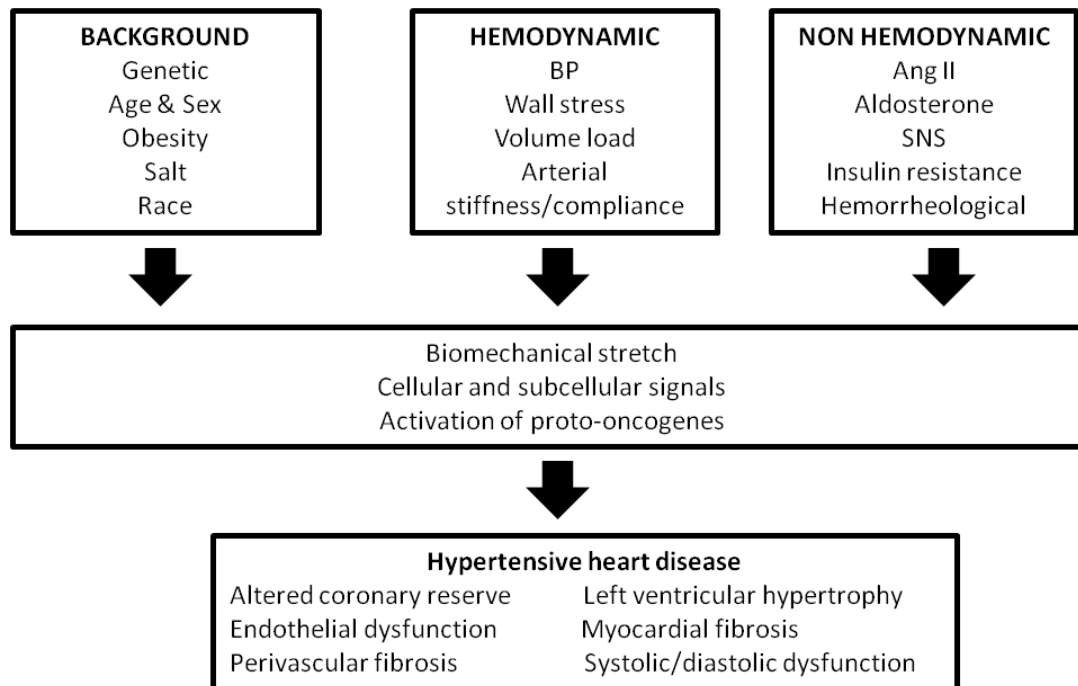 BACKGROUND
Genetic
Age & Sex
Obesity
Salt
Race
HEMODYNAMIC
BP
Wall stress
Volume load
Arterial
stiffness/compliance
NON HEMODYNAMIC
Ang II
Aldosterone
SNS
Insulin resistance
Hemorrheological
Biomechanical stretch
Cellular and subcellular signals
Activation of proto-oncogenes
Hypertensive heart disease
Altered coronary reserve
Endothelial dysfunction
Perivascular fibrosis
Left ventricular hypertrophy
Myocardial fibrosis
Systolic/diastolic dysfunction